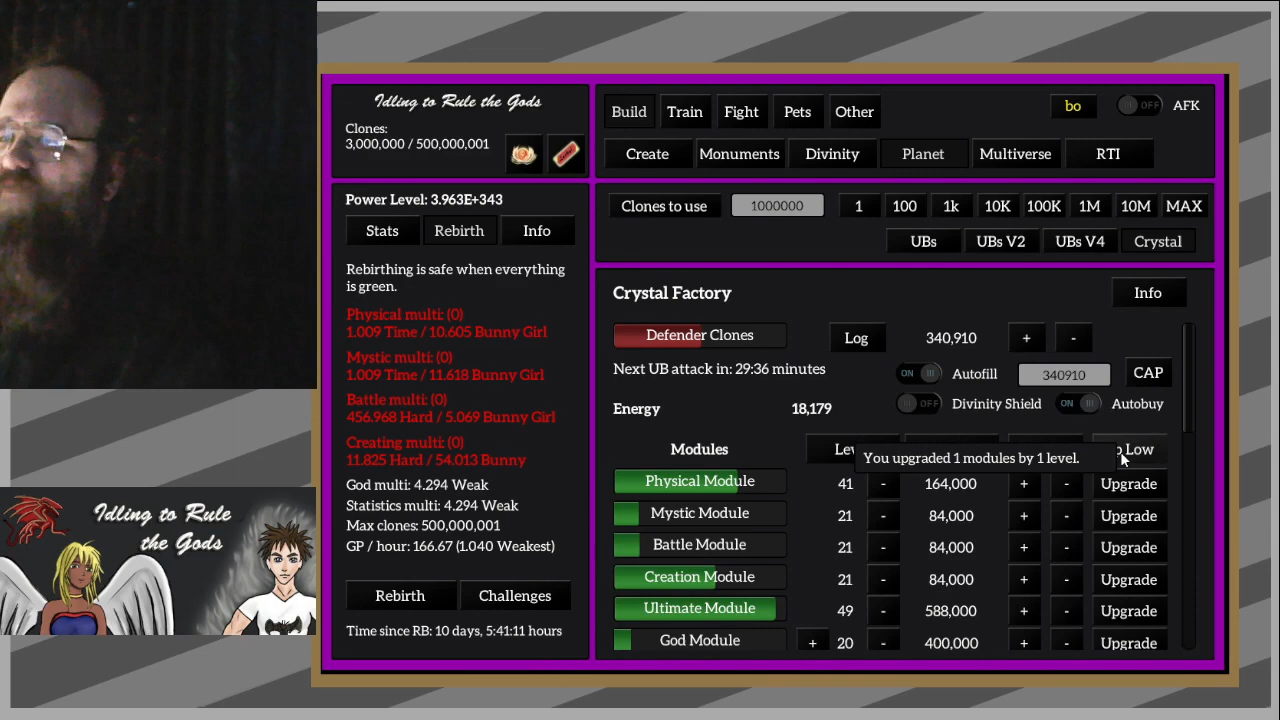 Idling to Rule the Gods
Clones:
3,000,000 / 500,000,001
Power Level: 3.963E+343
Stats Rebirth Info
Rebirthing is safe when everything
is green.
Physical multi: (0)
1.009 Time / 10.605 Bunny Girl
Mystic multi: (0)
1.009 Time / 11.618 Bunny Girl
Battle multi: (0)
456.968 Hard / 5.069 Bunny Girl
Creating multi: (0)
11.825 Hard / 54.013 Bunny
God multi: 4.294 Weak
Statistics multi: 4.294 Weak
Max clones: 500,000,001
GP / hour: 166.67 (1.040 Weakest)
Rebirth Challenges
Time since RB: 10 days, 5:41:11 hours
Build Train Fight Pets Other bo OFF AFK
Create Monuments Divinity Planet Multiverse RTI
Clones to use 1000000 1 100 1k 10K 100K 1M 10M MAX
UBs UBs V2 UBs V4 Crystal
Crystal Factory Info
Defender Clones Log 340,910 + -
Next UB attack in: 29:36 minutes ON Autofill 340910 CAP
Energy 18,179 OFF Divinity Shield ON Autobuy
Modules Low
You upgraded 1 modules by 1 level.
Physical Module 41 - 164,000 + - Upgrade
Mystic Module 21 - 84,000 + - Upgrade
Battle Module 21 - 84,000 + - Upgrade
Creation Module 21 - 84,000 + - Upgrade
Ultimate Module 49 - 588,000 + - Upgrade
God Module + 20 - 400,000 + - Upgrade
Idling to Rule
the Gods